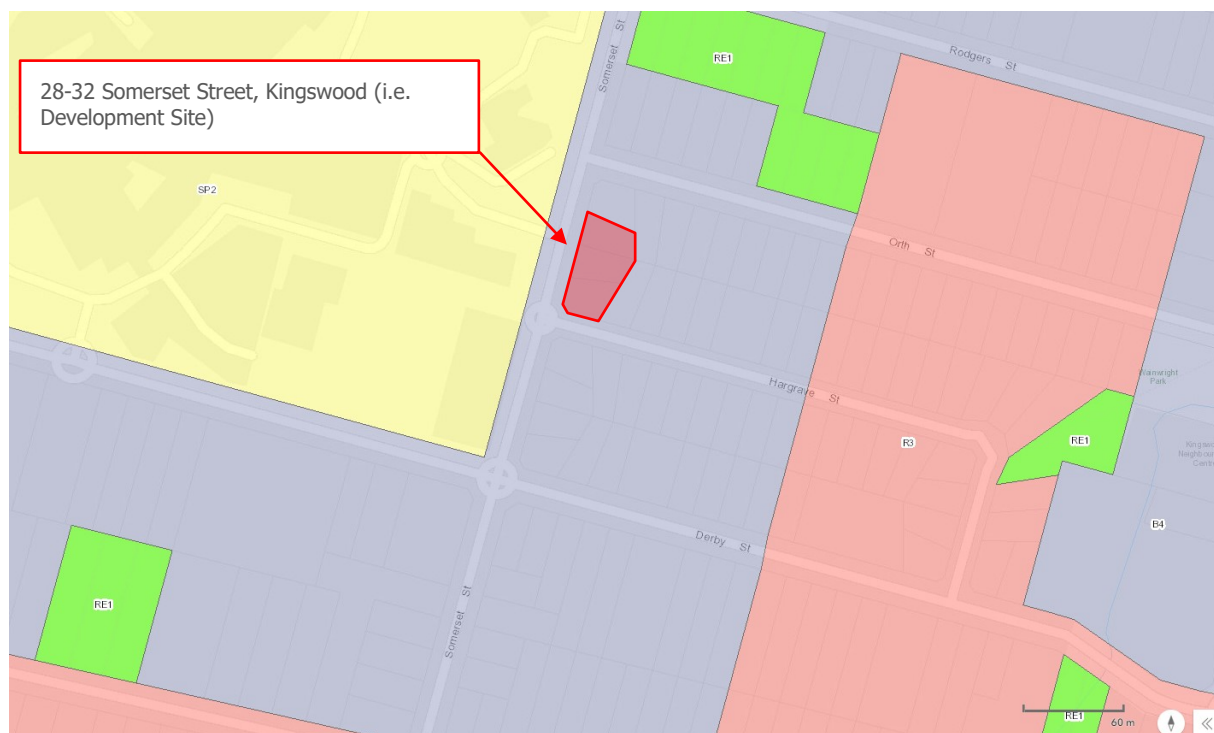 Somerset St
RE1
Rodgers St
28-32 Somerset Street, Kingswood (i.e.
Development Site)
SP2
Orth St
Wainwright
Park
Hargrave St
R3
RE1
B4
Derby St
RE1
Somerset St
RE1
60 m